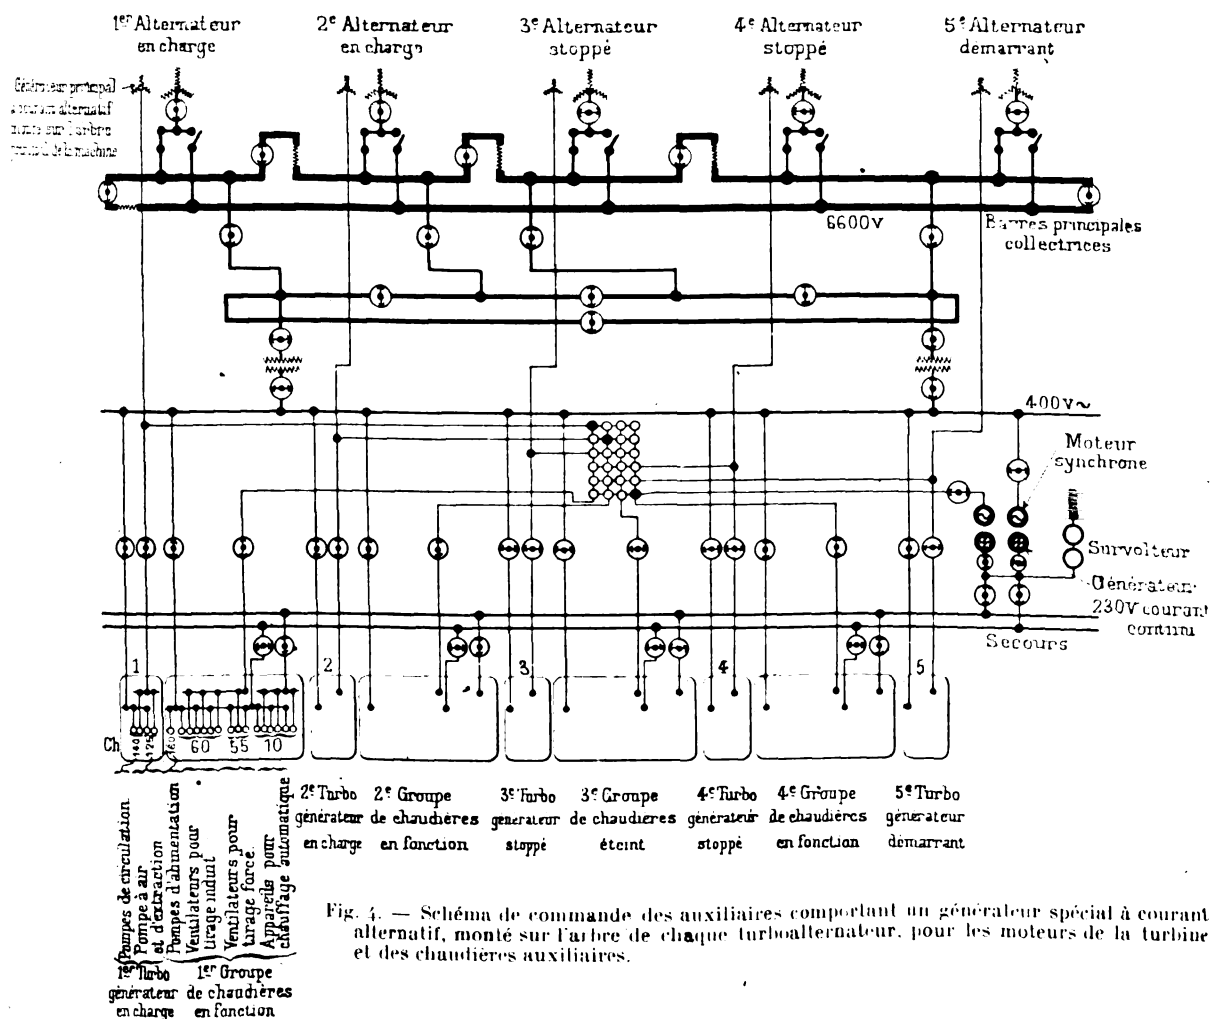 1er Alternateur
en charge
2e Alternateur
en charge
3e Alternateur
stoppé
4e Alternateur
stoppé
5e Alternateur
démarrant
Générateur principal
à courant alternatif
monté sur l'arbre
de la machine
6600V
Barres principales
collectrices
400V~
Moteur
synchrone
Survolteur
Générateur
230V courant
continu
Secours
1
2
3
4
5
Ch
140
125
160
60
55
10
Pompes de circulation.
Pompe à air
et d'extraction
Pompes d'alimentation
Ventilateurs pour
tirage induit
Ventilateurs pour
tirage forcé.
Appareils pour
chauffage automatique
1er Turbo
générateur
en charge
1er Groupe
de chaudières
en fonction
2e Turbo
générateur
en charge
2e Groupe
de chaudières
en fonction
3e Turbo
générateur
stoppé
3e Groupe
de chaudières
éteint
4e Turbo
générateur
stoppé
4e Groupe
de chaudières
en fonction
5e Turbo
générateur
démarrant
Fig. 4. — Schéma de commande des auxiliaires comportant un générateur spécial à courant
alternatif, monté sur l'arbre de chaque turboalternateur, pour les moteurs de la turbine
et des chaudières auxiliaires.